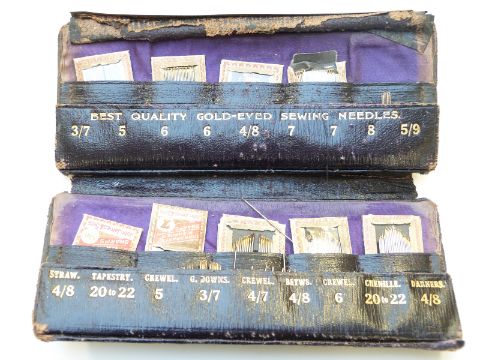 BEST QUALITY GOLD-EYED SEWING NEEDLES.
3/7 5 6 6 4/8 7 7 8 5/9
STRAW. TAPESTRY. CREWEL. G. DOWNS. CREWEL. BETWS. CREWEL. CHENILLE. DARNERS.
4/8 20 to 22 5 3/7 4/7 4/8 6 20 to 22 4/8